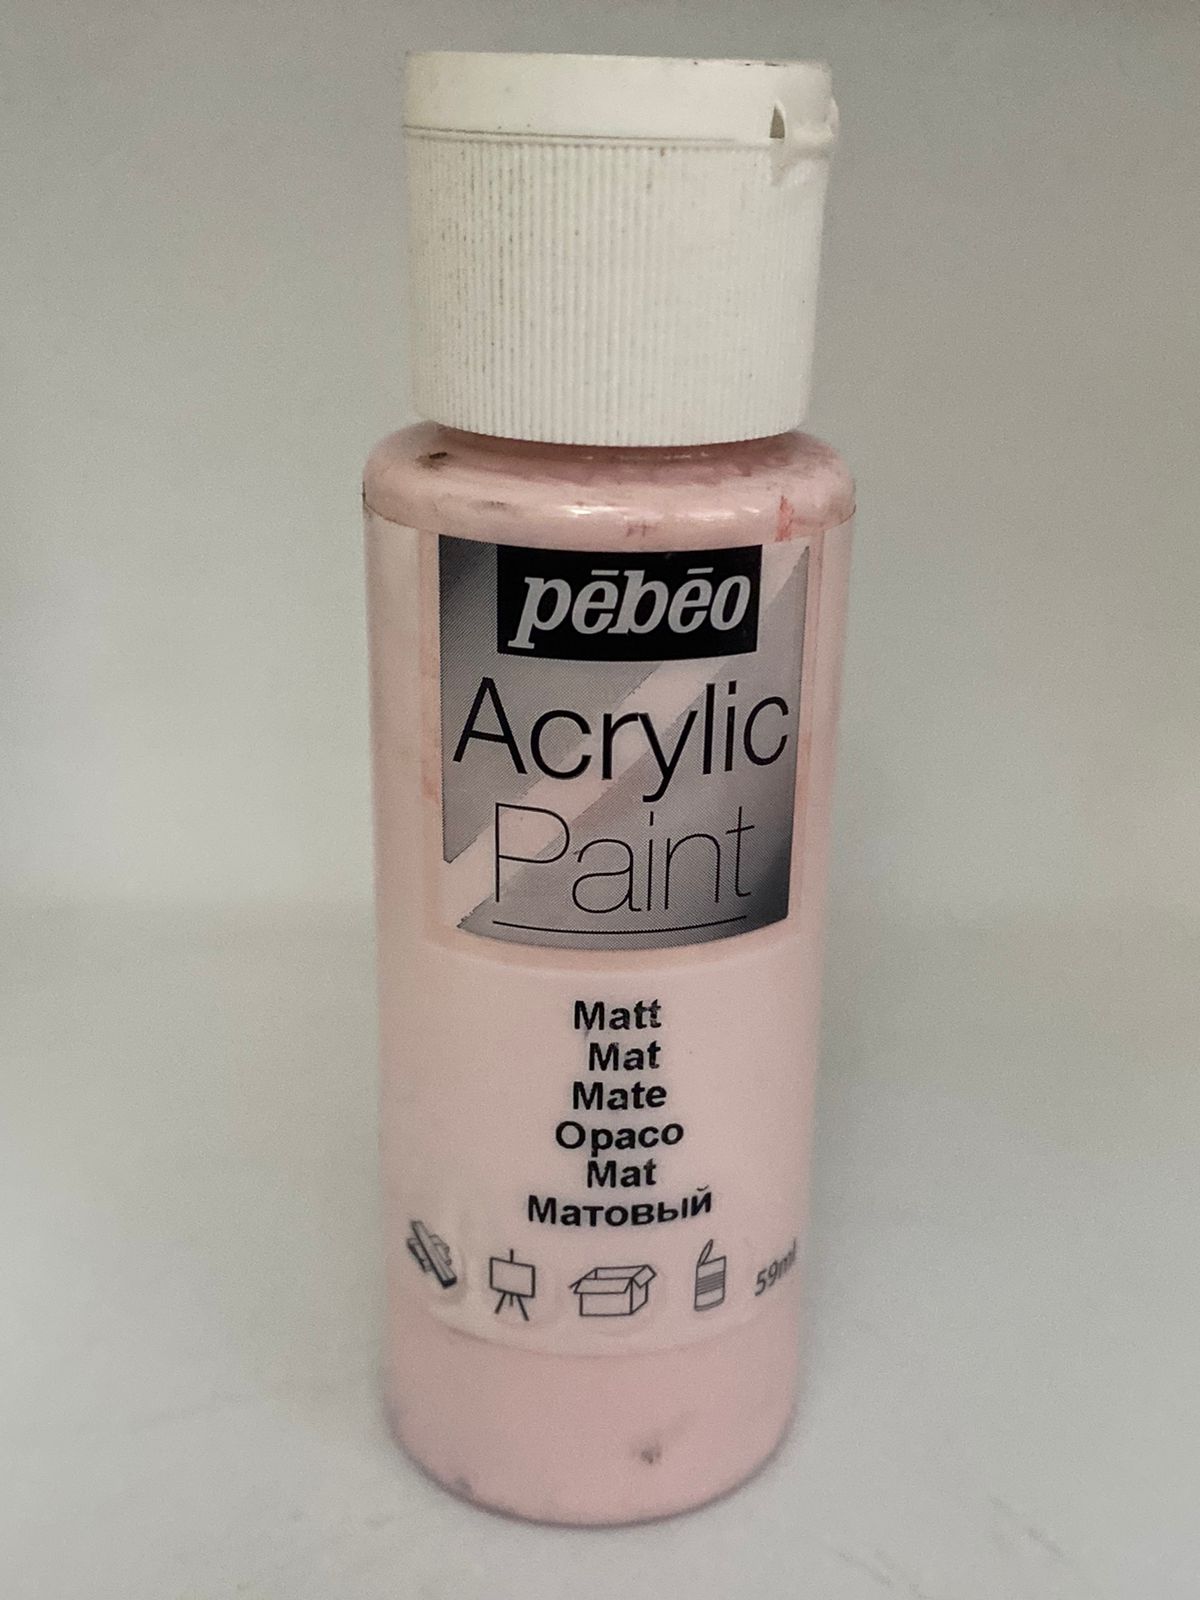 pēbēo
Acrylic
Paint
Matt
Mat
Mate
Opaco
Mat
Матовый
59ml